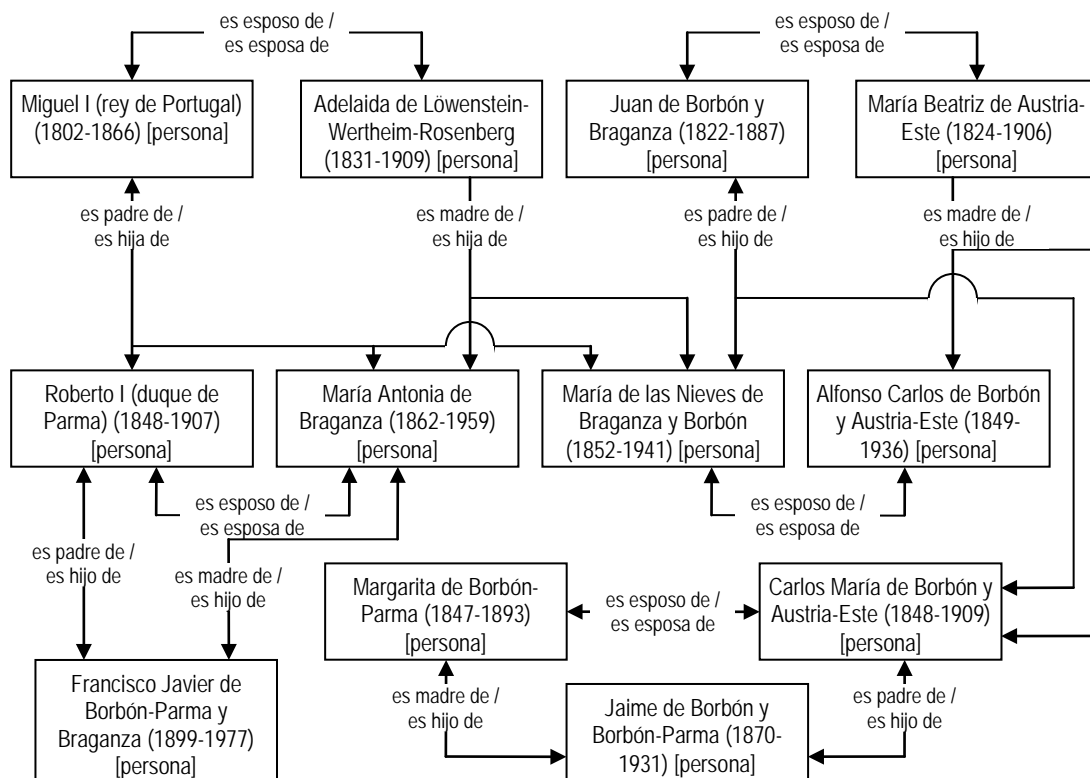 es esposo de /
es esposa de
es esposo de /
es esposa de
Miguel I (rey de Portugal)
(1802-1866) [persona]
Adelaida de Löwenstein-
Wertheim-Rosenberg
(1831-1909) [persona]
Juan de Borbón y
Braganza (1822-1887)
[persona]
María Beatriz de Austria-
Este (1824-1906)
[persona]
es padre de /
es hija de
es madre de /
es hija de
es padre de /
es hijo de
es madre de /
es hijo de
Roberto I (duque de
Parma) (1848-1907)
[persona]
María Antonia de
Braganza (1862-1959)
[persona]
María de las Nieves de
Braganza y Borbón
(1852-1941) [persona]
Alfonso Carlos de Borbón
y Austria-Este (1849-
1936) [persona]
es esposo de /
es esposa de
es esposo de /
es esposa de
es padre de /
es hijo de
es madre de /
es hijo de
Margarita de Borbón-
Parma (1847-1893)
[persona]
es esposo de /
es esposa de
Carlos María de Borbón y
Austria-Este (1848-1909)
[persona]
Francisco Javier de
Borbón-Parma y
Braganza (1899-1977)
[persona]
es madre de /
es hijo de
es padre de /
es hijo de
Jaime de Borbón y
Borbón-Parma (1870-
1931) [persona]